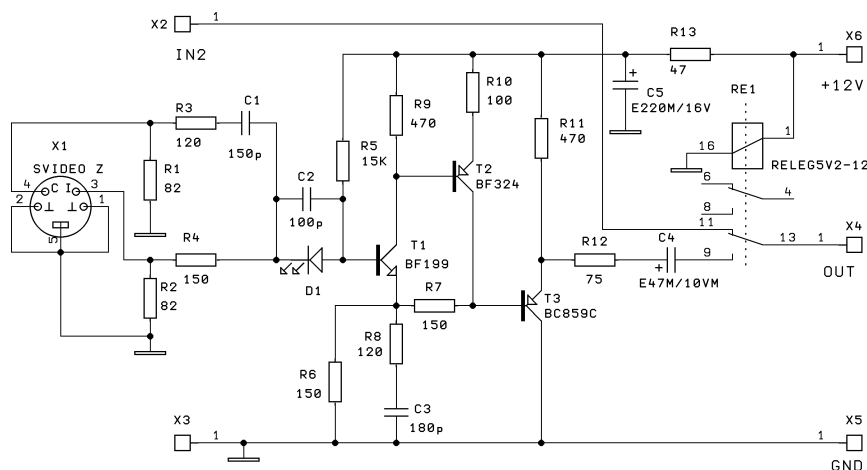 X2 1
IN2
R13
47
1 X6
+12V
R10
100
C5
E220M/16V
RE1
R3
120
C1
150p
R9
470
R11
470
X1
SVIDEO Z
R5
15K
16 1
RELEG5V2-12
R1
82
C2
100p
T2
BF324
4 C I 3
2 1
5
6 4
8
11
R4
150
D1
T1
BF199
R12
75
C4
E47M/10VM
9
13 1 X4
OUT
R2
82
R7
150
T3
BC859C
R8
120
R6
150
C3
180p
X3 1
1 X5
GND